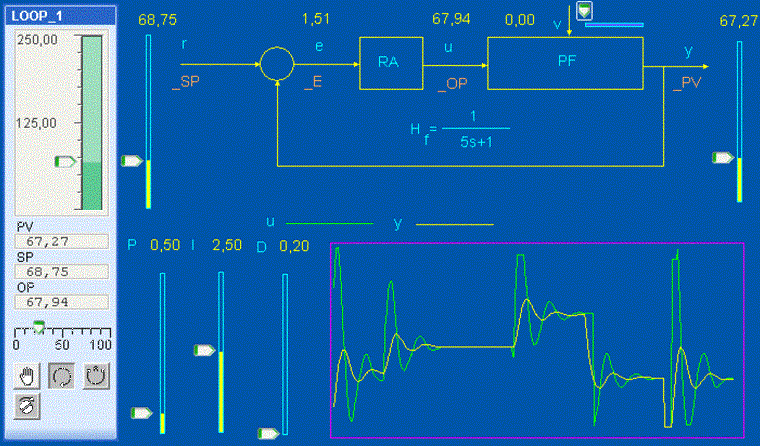 LOOP_1
250,00
125,00
PV
67,27
SP
68,75
OP
67,94
0 50 100
68,75 1,51 67,94 0,00 67,27
r e u v y
RA PF
_SP _E _OP _PV
H f = 1
5s+1
u y
P 0,50 I 2,50 D 0,20